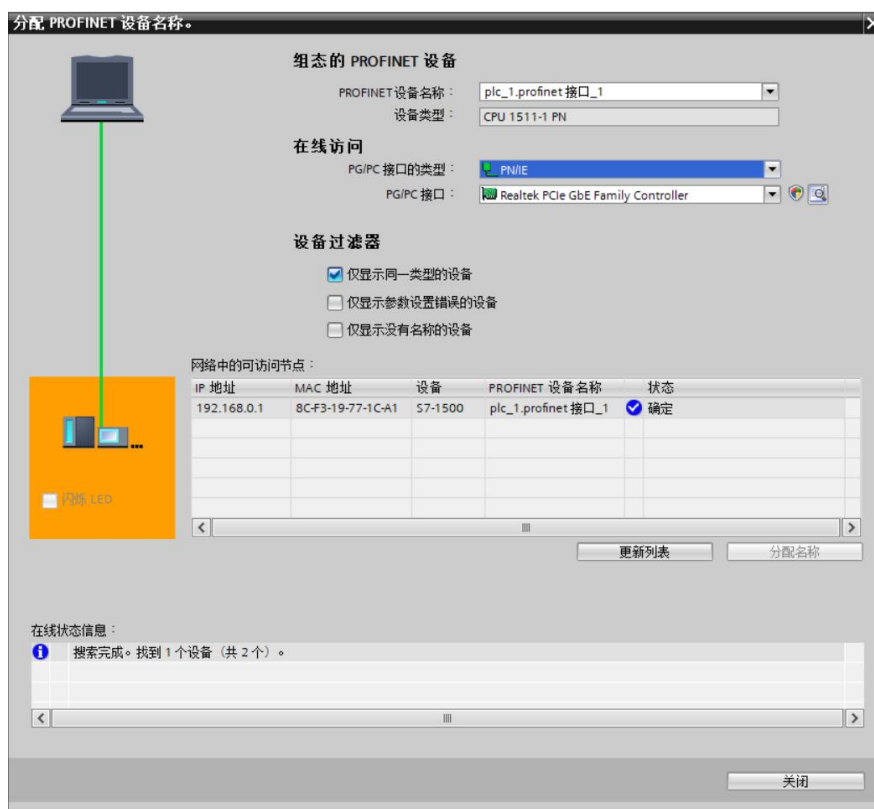 分配 PROFINET 设备名称。
组态的 PROFINET 设备
PROFINET设备名称： plc_1.profinet 接口_1
设备类型： CPU 1511-1 PN
在线访问
PG/PC 接口的类型： PN/IE
PG/PC 接口： Realtek PCIe GbE Family Controller
设备过滤器
仅显示同一类型的设备
仅显示参数设置错误的设备
仅显示没有名称的设备
网络中的可访问节点：
IP 地址 MAC 地址 设备 PROFINET 设备名称 状态
192.168.0.1 8C-F3-19-77-1C-A1 S7-1500 plc_1.profinet 接口_1 确定
闪烁 LED
更新列表 分配名称
在线状态信息：
搜索完成。找到 1 个设备（共 2 个）。
关闭